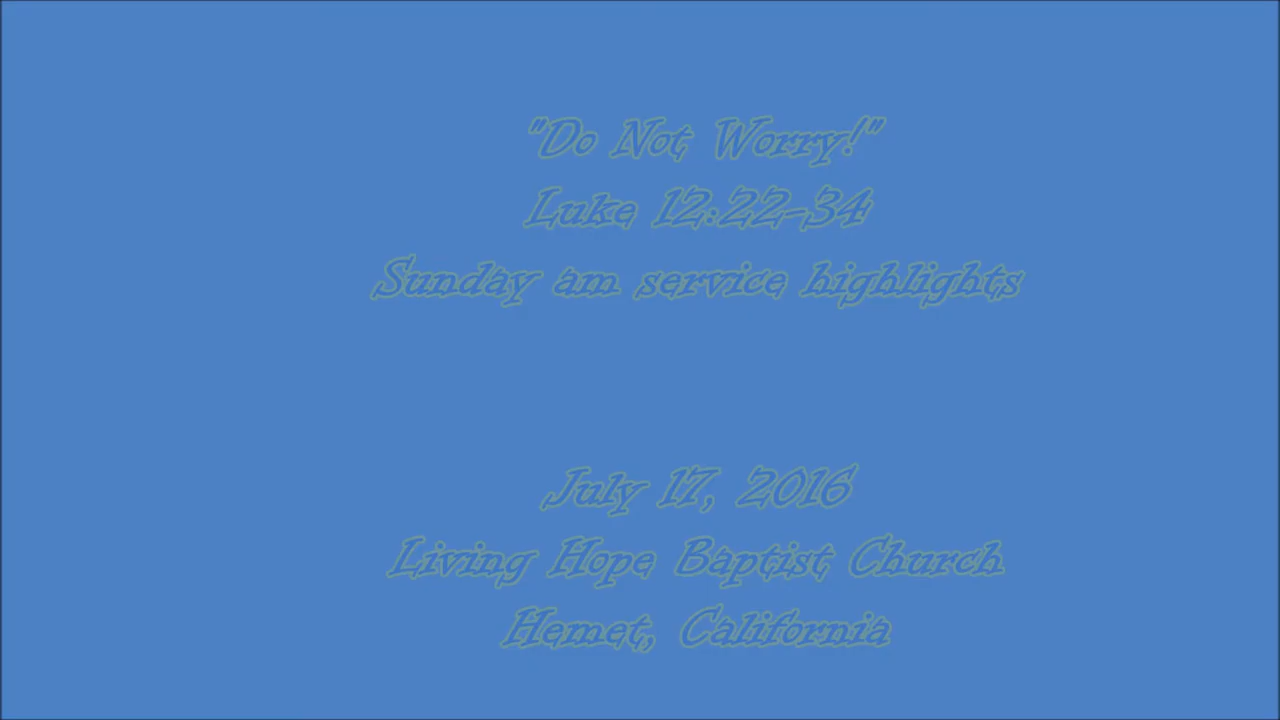 "Do Not Worry!"
Luke 12:22-34
Sunday am service highlights
July 17, 2016
Living Hope Baptist Church
Hemet, California